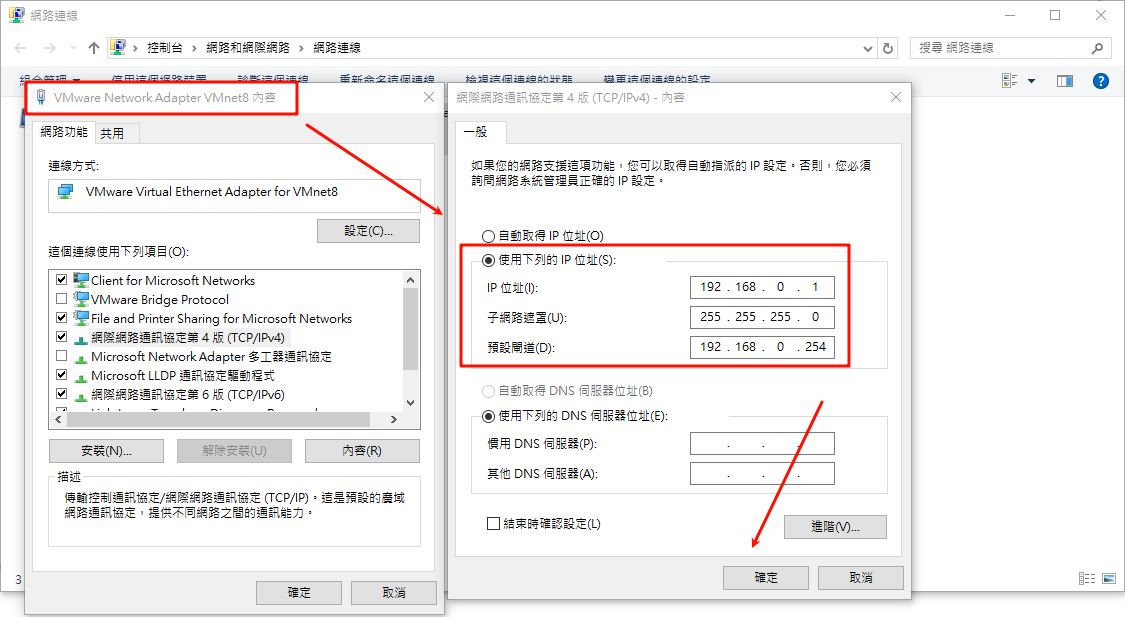 網路連線
控制台 › 網路和網際網路 › 網路連線
搜尋 網路連線
組合管理 停用這個網路裝置 診斷這個連線 重新命名這個連線 檢視這個連線的狀態 變更這個連線的設定
VMware Network Adapter VMnet8 內容
網路功能 共用
連線方式:
VMware Virtual Ethernet Adapter for VMnet8
設定(C)...
這個連線使用下列項目(O):
Client for Microsoft Networks
VMware Bridge Protocol
File and Printer Sharing for Microsoft Networks
網際網路通訊協定第 4 版 (TCP/IPv4)
Microsoft Network Adapter 多工器通訊協定
Microsoft LLDP 通訊協定驅動程式
網際網路通訊協定第 6 版 (TCP/IPv6)
安裝(N)... 解除安裝(U) 內容(R)
描述
傳輸控制通訊協定/網際網路通訊協定 (TCP/IP)。這是預設的廣域
網路通訊協定，提供不同網路之間的通訊能力。
確定 取消
3
網際網路通訊協定第 4 版 (TCP/IPv4) - 內容
一般
如果您的網路支援這項功能，您可以取得自動指派的 IP 設定。否則，您必須
詢問網路系統管理員正確的 IP 設定。
自動取得 IP 位址(O)
使用下列的 IP 位址(S):
IP 位址(I): 192 . 168 . 0 . 1
子網路遮罩(U): 255 . 255 . 255 . 0
預設閘道(D): 192 . 168 . 0 . 254
自動取得 DNS 伺服器位址(B)
使用下列的 DNS 伺服器位址(E):
慣用 DNS 伺服器(P): . . .
其他 DNS 伺服器(A): . . .
結束時確認設定(L)
進階(V)...
確定 取消